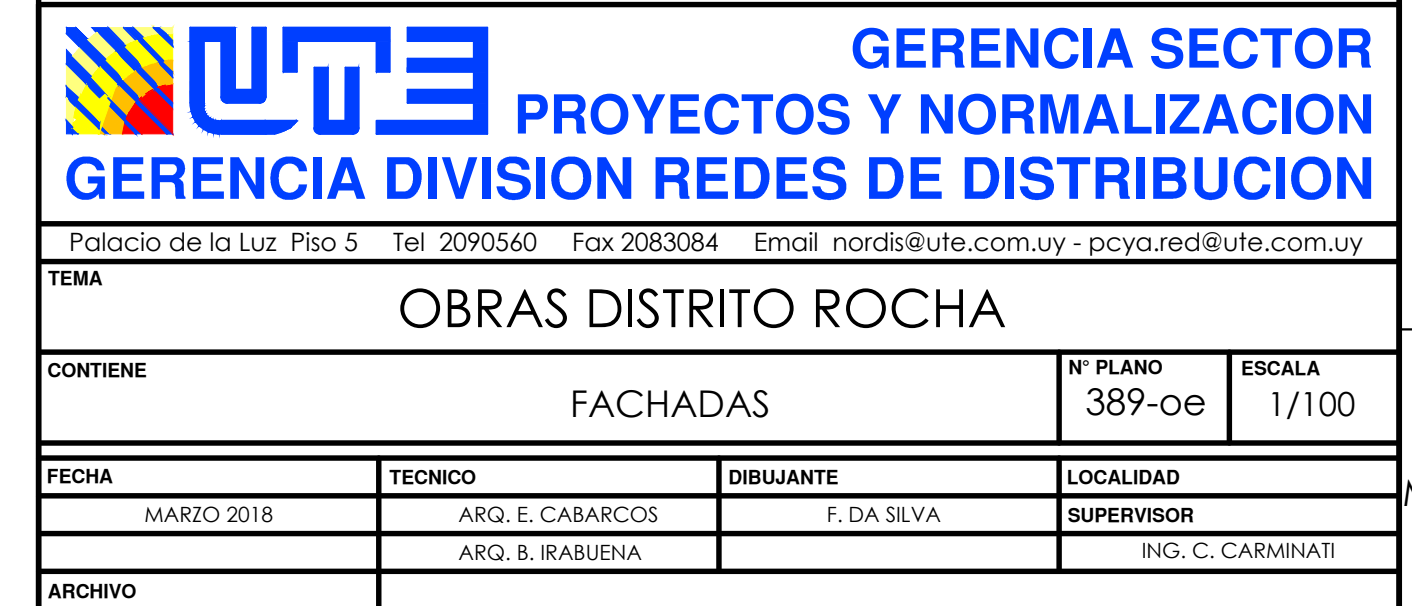 UTE
GERENCIA SECTOR
PROYECTOS Y NORMALIZACION
GERENCIA DIVISION REDES DE DISTRIBUCION
Palacio de la Luz Piso 5 Tel 2090560 Fax 2083084 Email nordis@ute.com.uy - pcya.red@ute.com.uy
TEMA
OBRAS DISTRITO ROCHA
CONTIENE
FACHADAS
N° PLANO
389-oe
ESCALA
1/100
FECHA TECNICO DIBUJANTE LOCALIDAD
MARZO 2018 ARQ. E. CABARCOS F. DA SILVA SUPERVISOR
ARQ. B. IRABUENA ING. C. CARMINATI
ARCHIVO